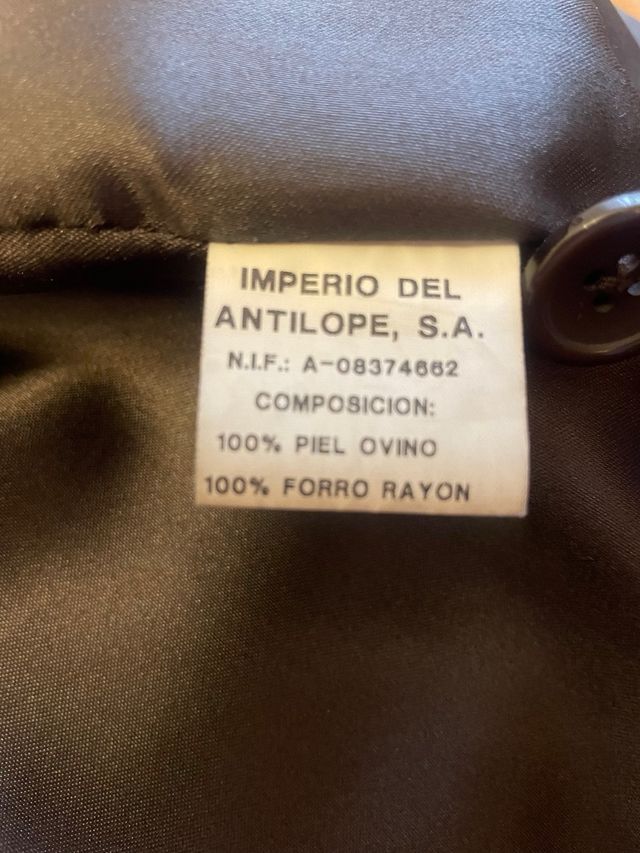 IMPERIO DEL
ANTILOPE, S.A.
N.I.F.: A-08374662
COMPOSICION:
100% PIEL OVINO
100% FORRO RAYON